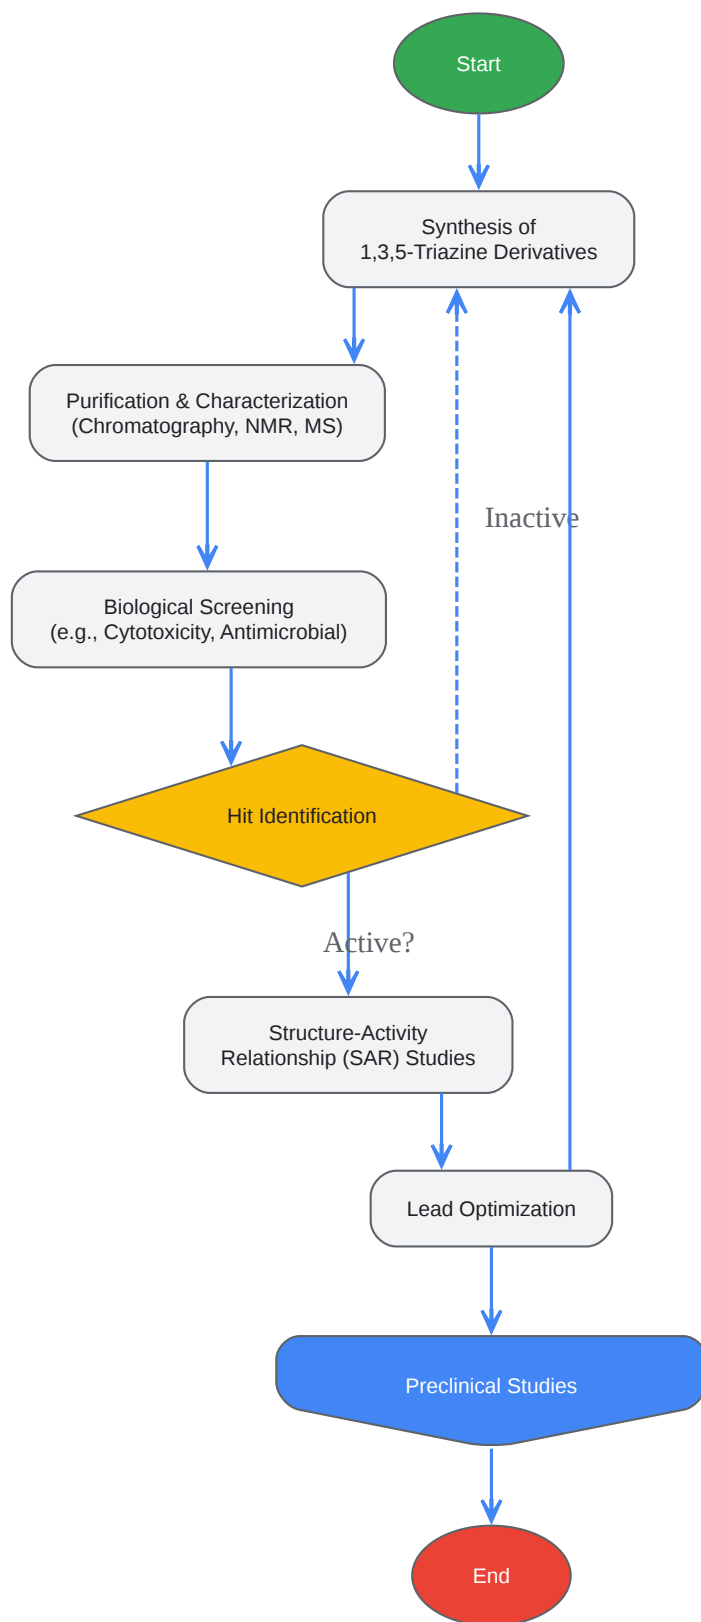 Start
Synthesis of
1,3,5-Triazine Derivatives
Purification & Characterization
(Chromatography, NMR, MS)
Inactive
Biological Screening
(e.g., Cytotoxicity, Antimicrobial)
Hit Identification
Active?
Structure-Activity
Relationship (SAR) Studies
Lead Optimization
Preclinical Studies
End